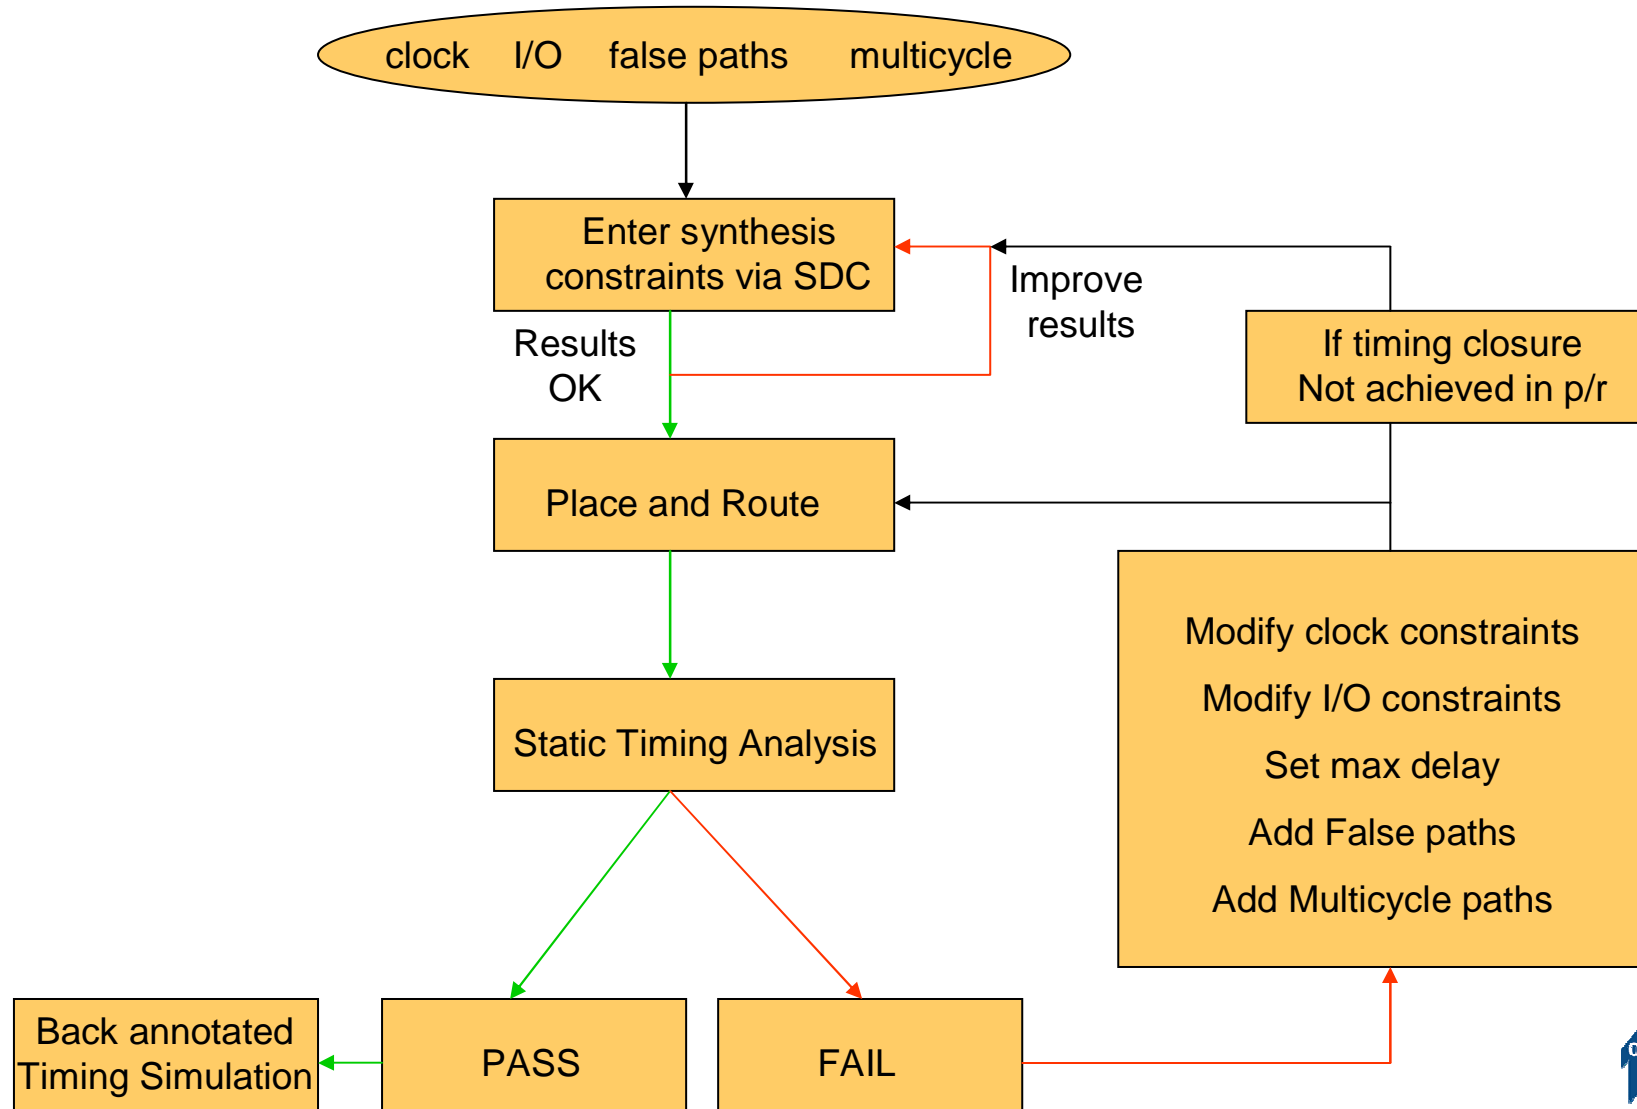 clock I/O false paths multicycle
Enter synthesis
constraints via SDC
Improve
results
Results
OK
If timing closure
Not achieved in p/r
Place and Route
Modify clock constraints
Modify I/O constraints
Set max delay
Add False paths
Add Multicycle paths
Static Timing Analysis
Back annotated
Timing Simulation
PASS
FAIL